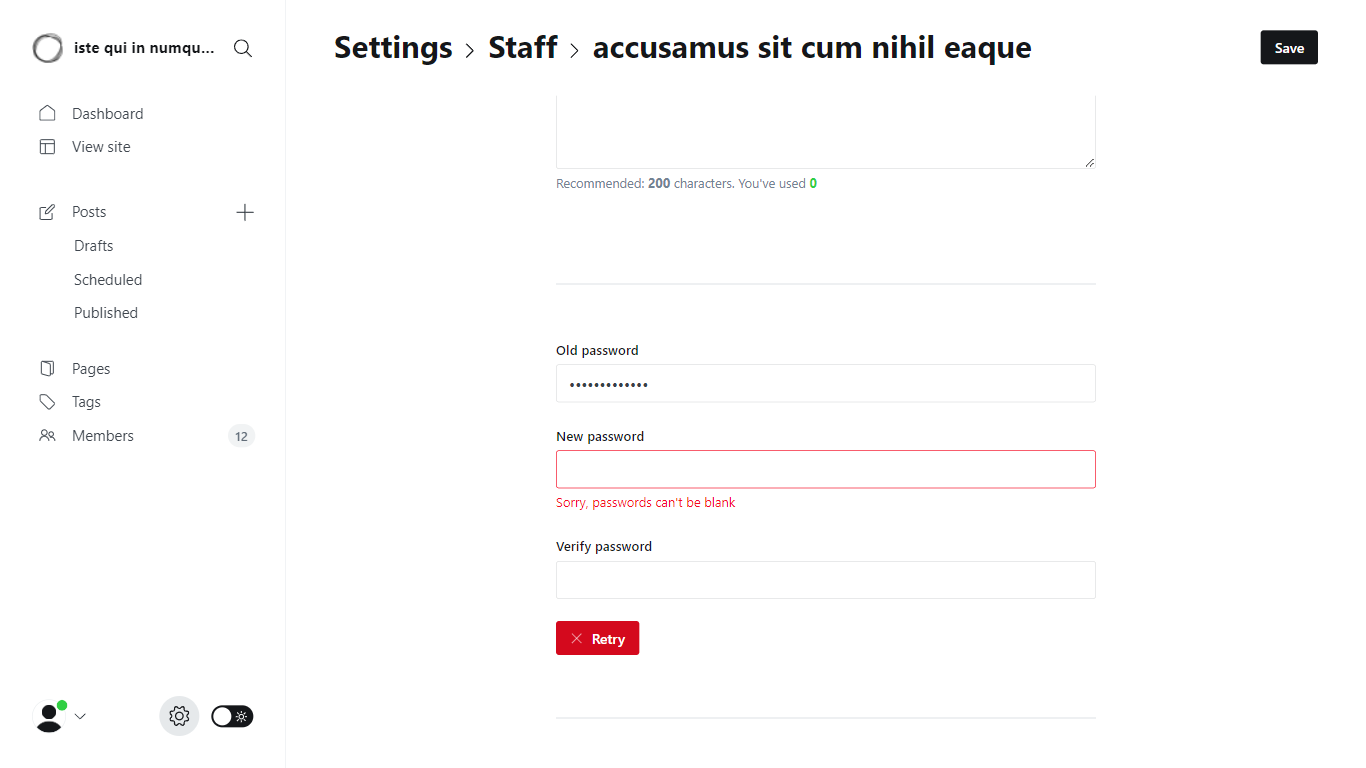 iste qui in numqu...
Settings
Staff
accusamus sit cum nihil eaque
Save
Dashboard
View site
Posts
Drafts
Scheduled
Published
Pages
Tags
Members
12
Recommended: 200 characters. You've used 0
Old password
•••••••••••••
New password
Sorry, passwords can't be blank
Verify password
Retry